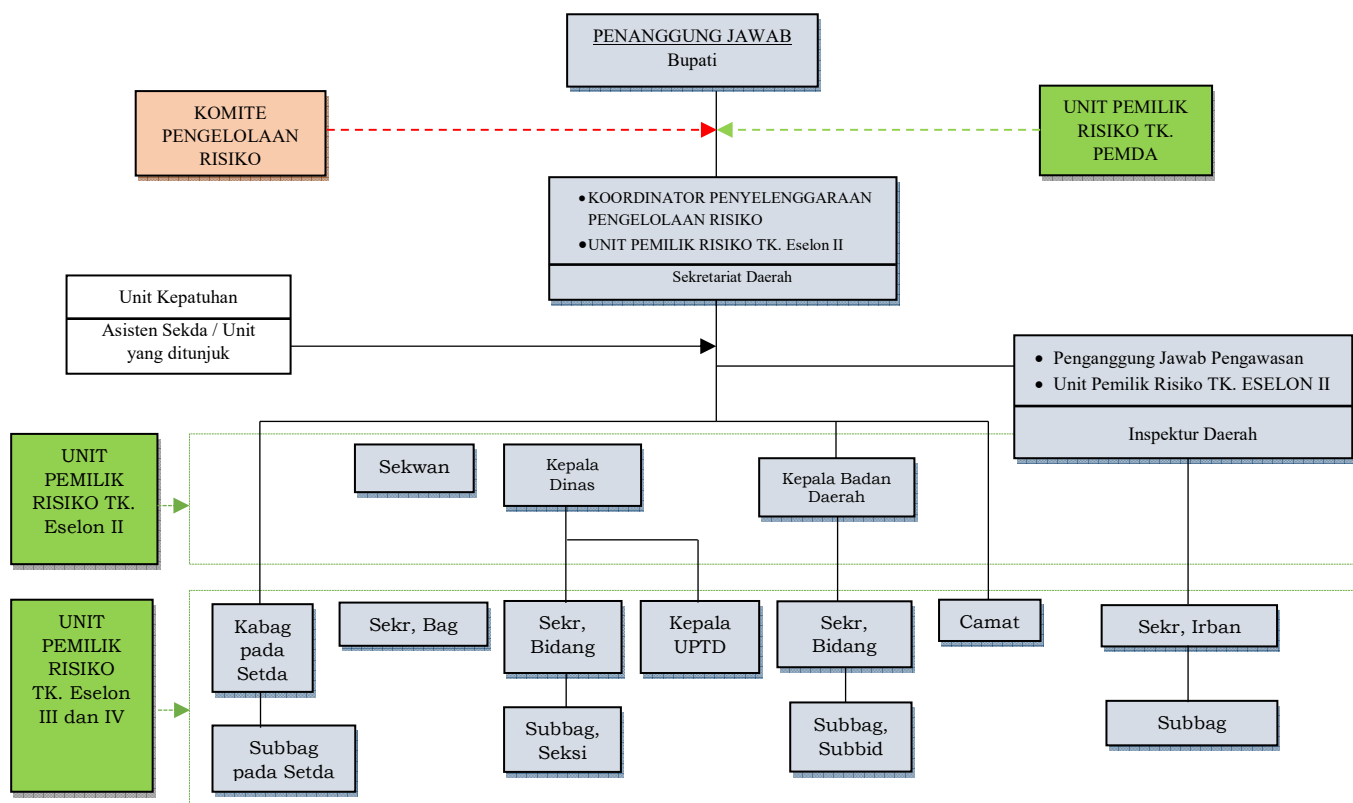 PENANGGUNG JAWAB
Bupati
KOMITE
PENGELOLAAN
RISIKO
UNIT PEMILIK
RISIKO TK.
PEMDA
• KOORDINATOR PENYELENGGARAAN
PENGELOLAAN RISIKO
• UNIT PEMILIK RISIKO TK. Eselon II
Sekretariat Daerah
Unit Kepatuhan
Asisten Sekda / Unit
yang ditunjuk
• Penganggung Jawab Pengawasan
• Unit Pemilik Risiko TK. ESELON II
Inspektur Daerah
UNIT
PEMILIK
RISIKO TK.
Eselon II
Sekwan
Kepala
Dinas
Kepala Badan
Daerah
UNIT
PEMILIK
RISIKO
TK. Eselon
III dan IV
Kabag
pada
Setda
Sekr, Bag
Sekr,
Bidang
Kepala
UPTD
Sekr,
Bidang
Camat
Sekr, Irban
Subbag
pada Setda
Subbag,
Seksi
Subbag,
Subbid
Subbag